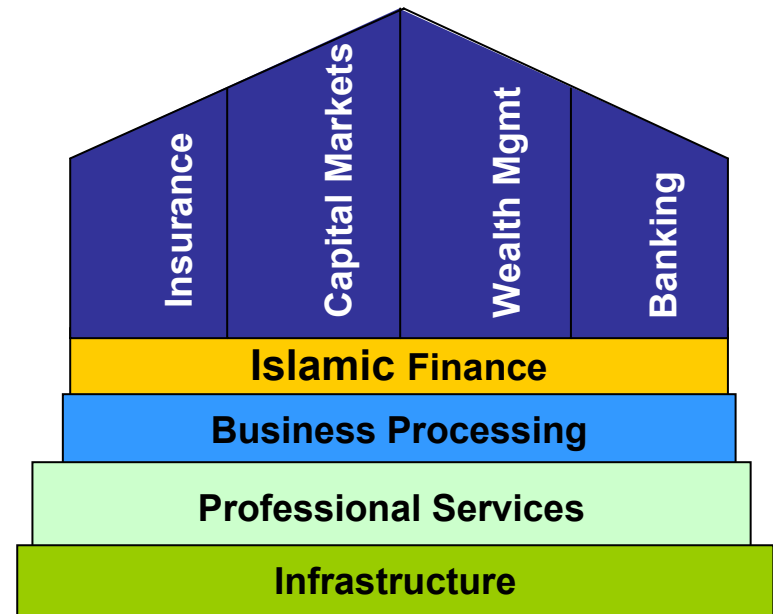 Insurance
Capital Markets
Wealth Mgmt
Banking
Islamic Finance
Business Processing
Professional Services
Infrastructure